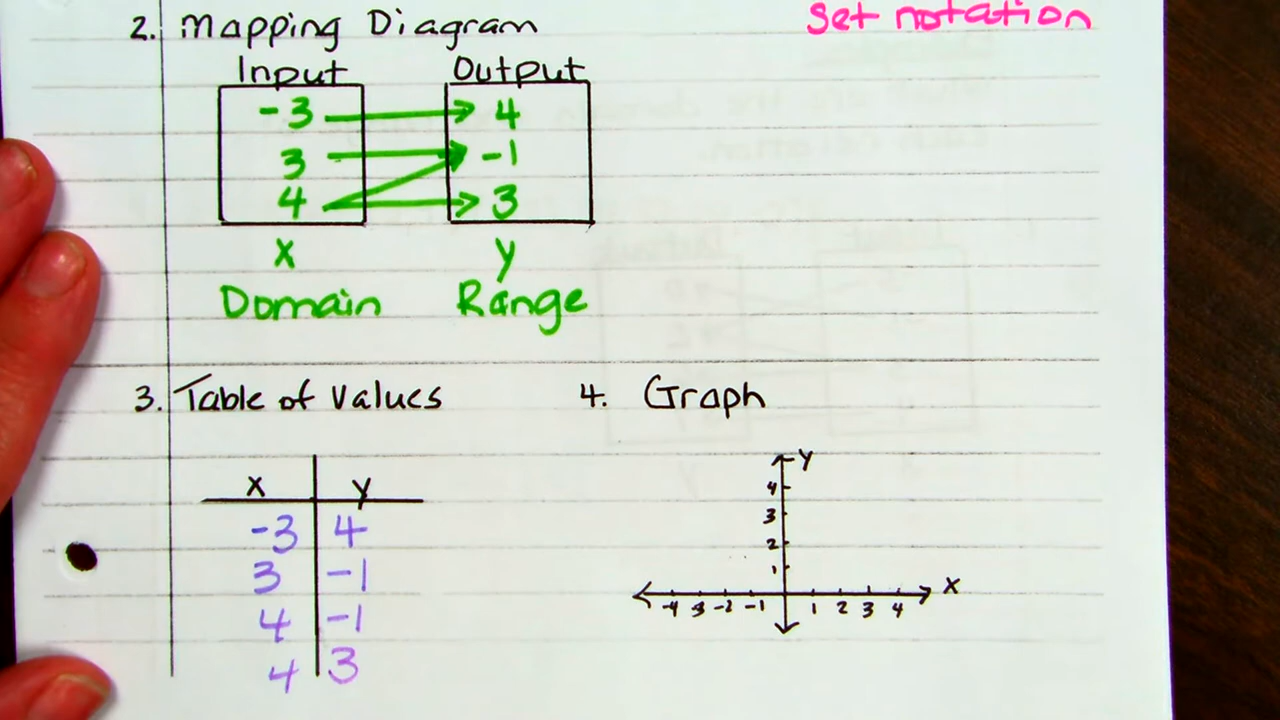 set notation
2. Mapping Diagram
Input Output
-3 4
3 -1
4 3
x y
Domain Range
3. Table of Values 4. Graph
x y
-3 4
3 -1
4 -1
4 3
y
4
3
2
1
-4 -3 -2 -1 1 2 3 4 x